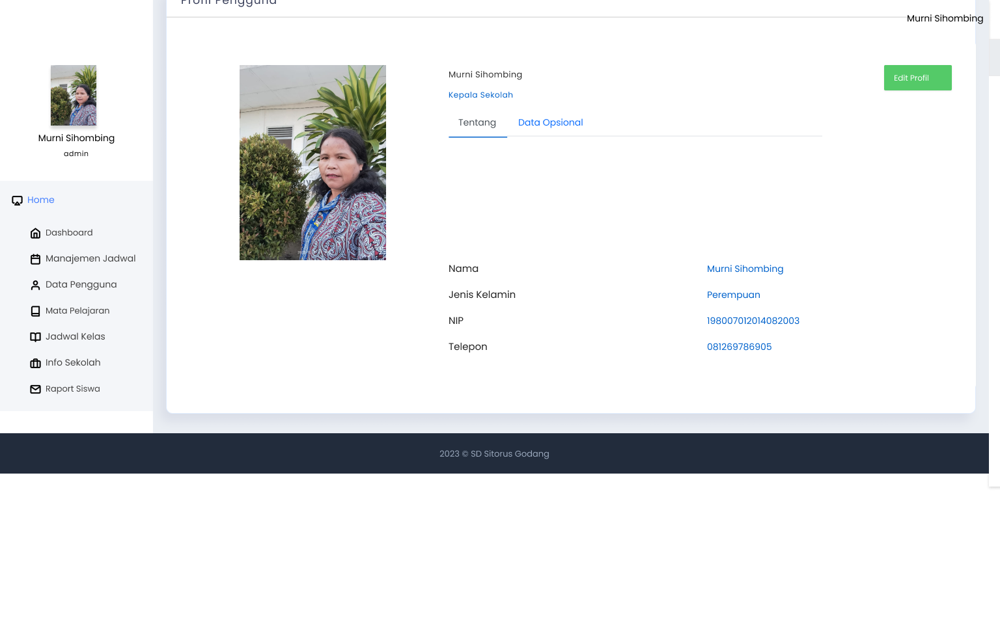 Profil Pengguna
Murni Sihombing
Murni Sihombing
admin
Home
Dashboard
Manajemen Jadwal
Data Pengguna
Mata Pelajaran
Jadwal Kelas
Info Sekolah
Raport Siswa
Murni Sihombing
Kepala Sekolah
Edit Profil
Tentang
Data Opsional
Nama
Murni Sihombing
Jenis Kelamin
Perempuan
NIP
198007012014082003
Telepon
081269786905
2023 © SD Sitorus Godang